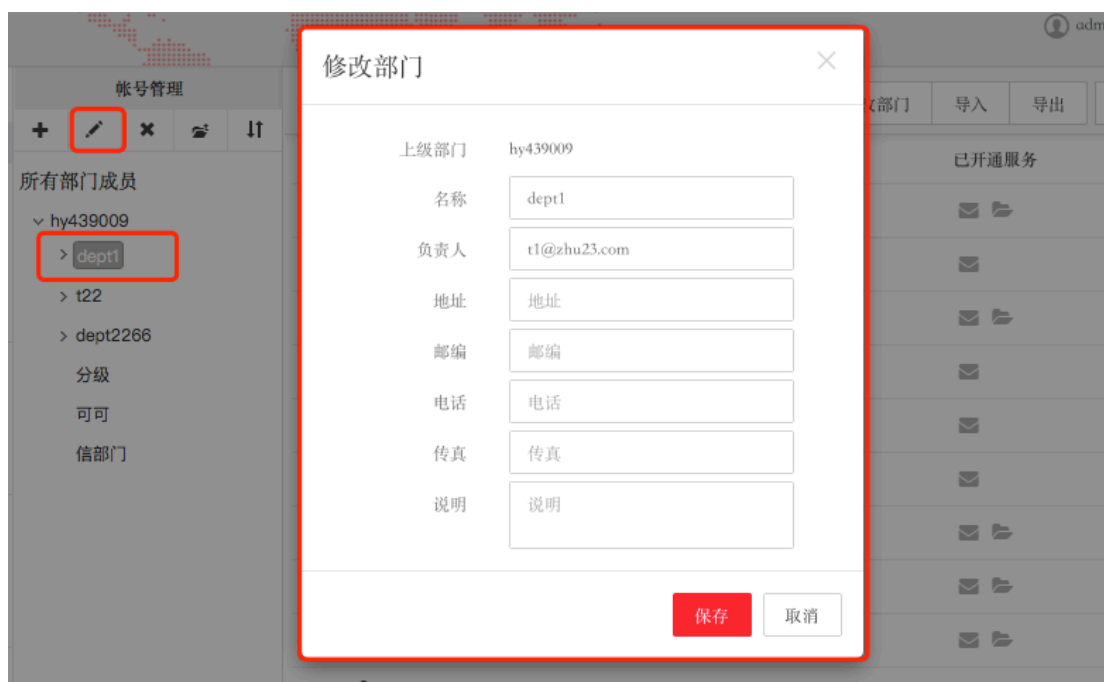 adm
帐号管理
所有部门成员
hy439009
dept1
t22
dept2266
分级
可可
信部门
修改部门
上级部门 hy439009
名称 dept1
负责人 t1@zhu23.com
地址 地址
邮编 邮编
电话 电话
传真 传真
说明 说明
保存 取消
部门 导入 导出
已开通服务